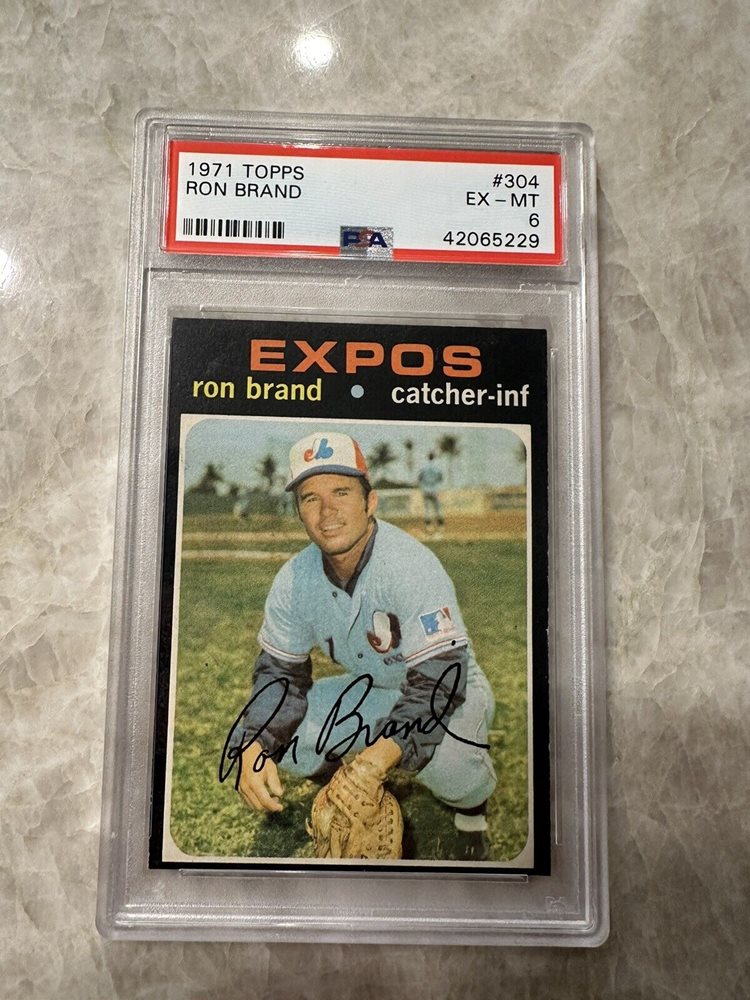 1971 TOPPS
RON BRAND
#304
EX - MT
6
42065229
PSA
EXPOS
ron brand • catcher-inf
Ron Brand